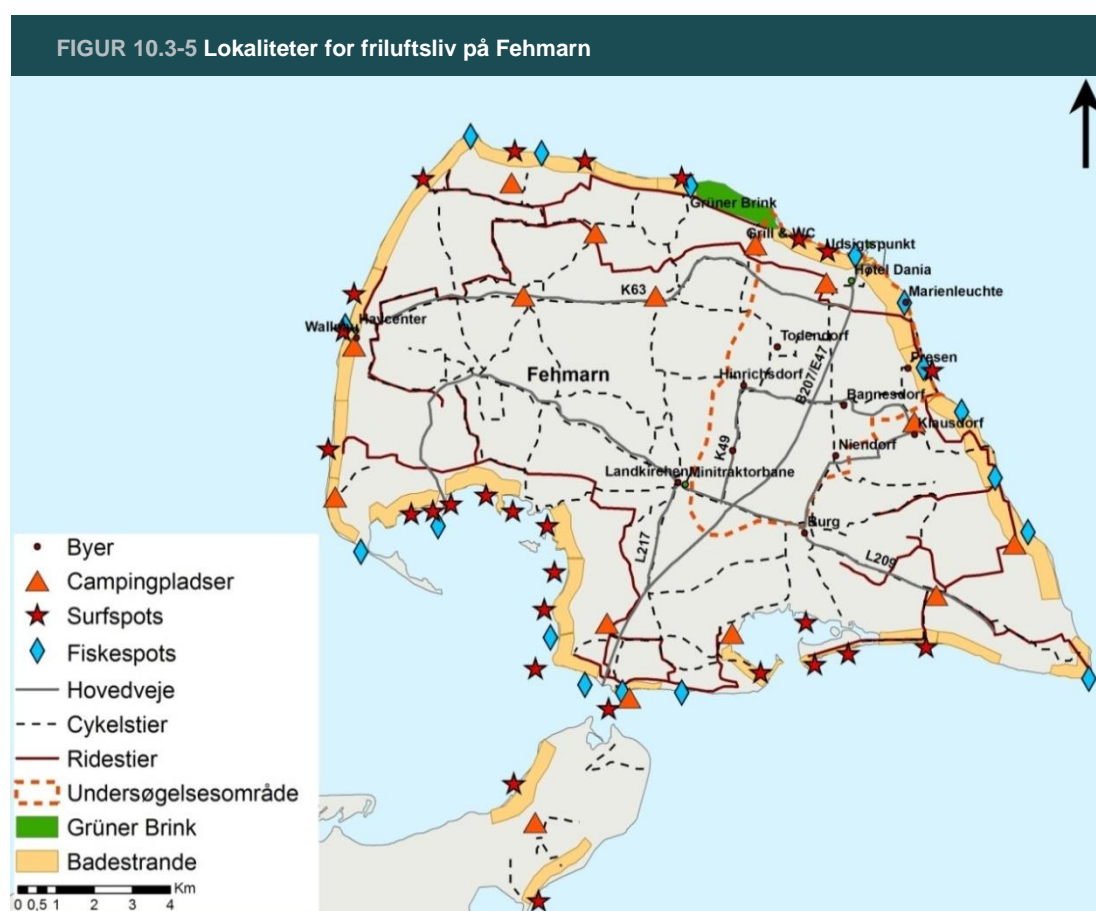 FIGUR 10.3-5 Lokaliteter for friluftsliv på Fehmarn
Grüner Brink
Grill & WC
Udsigtspunkt
Hotel Dania
K63
Marienleuchte
Wallnau
Havcenter
Todendorf
B207/E47
Presen
Fehmarn
Hinrichsdorf
Bannesdorf
Klausdorf
K49
Niendorf
Landkirchen
Minitraktorbane
Burg
L217
L209
Byer
Campingpladser
Surfspots
Fiskespots
Hovedveje
Cykelstier
Ridestier
Undersøgelsesområde
Grüner Brink
Badestrande
Km
0 0,5 1 2 3 4